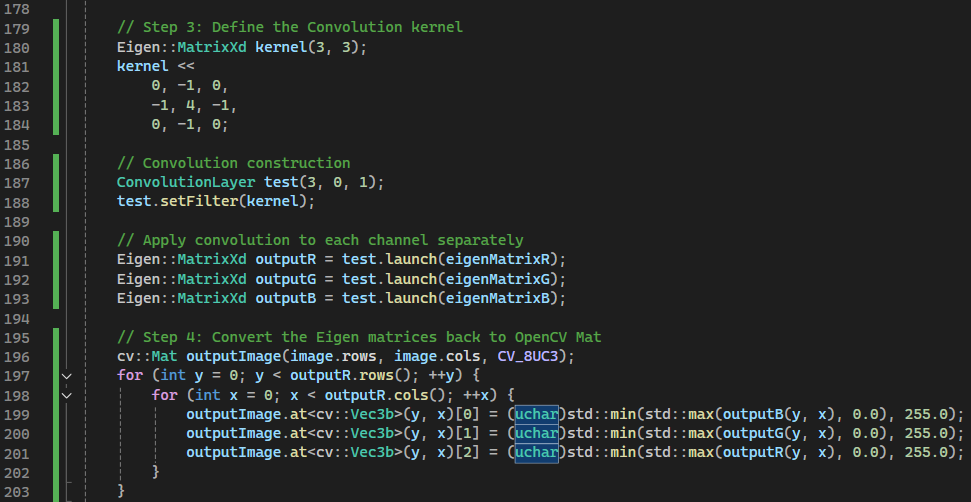 178
179 // Step 3: Define the Convolution kernel
180 Eigen::MatrixXd kernel(3, 3);
181 kernel <<
182 0, -1, 0,
183 -1, 4, -1,
184 0, -1, 0;
185
186 // Convolution construction
187 ConvolutionLayer test(3, 0, 1);
188 test.setFilter(kernel);
189
190 // Apply convolution to each channel separately
191 Eigen::MatrixXd outputR = test.launch(eigenMatrixR);
192 Eigen::MatrixXd outputG = test.launch(eigenMatrixG);
193 Eigen::MatrixXd outputB = test.launch(eigenMatrixB);
194
195 // Step 4: Convert the Eigen matrices back to OpenCV Mat
196 cv::Mat outputImage(image.rows, image.cols, CV_8UC3);
197 for (int y = 0; y < outputR.rows(); ++y) {
198 for (int x = 0; x < outputR.cols(); ++x) {
199 outputImage.at<cv::Vec3b>(y, x)[0] = (uchar)std::min(std::max(outputB(y, x), 0.0), 255.0);
200 outputImage.at<cv::Vec3b>(y, x)[1] = (uchar)std::min(std::max(outputG(y, x), 0.0), 255.0);
201 outputImage.at<cv::Vec3b>(y, x)[2] = (uchar)std::min(std::max(outputR(y, x), 0.0), 255.0);
202 }
203 }